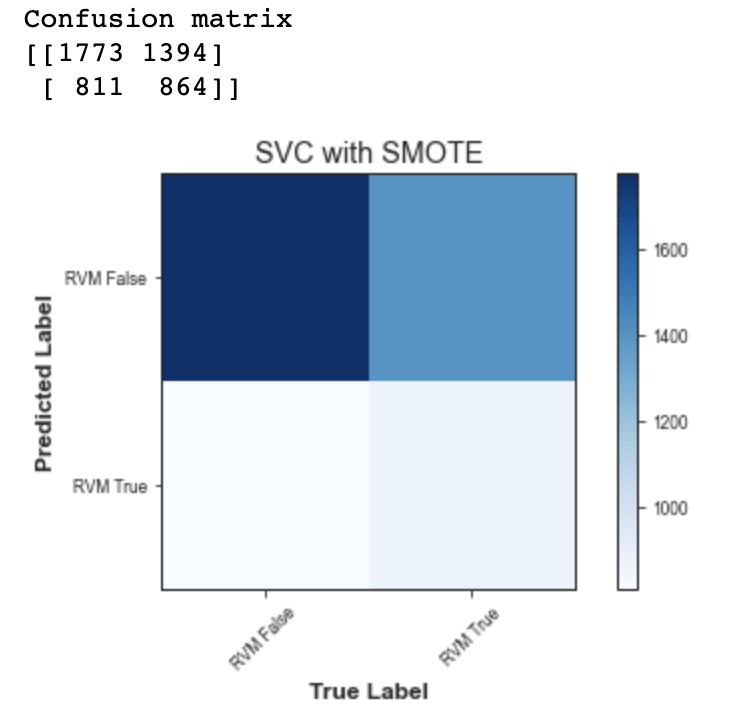 Confusion matrix
[[1773 1394]
[ 811 864]]
SVC with SMOTE
RVM False
RVM True
Predicted Label
RVM False
RVM True
True Label
1600
1400
1200
1000